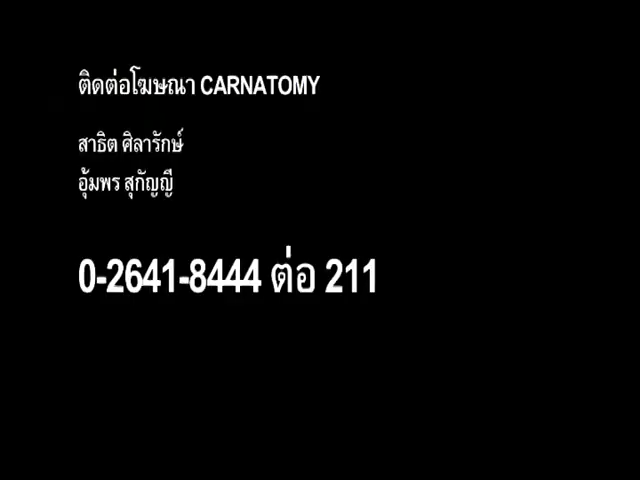 ติดต่อโฆษณา CARNATOMY
สาธิต ศิลารักษ์
อุ้มพร สุกัญญี
0-2641-8444 ต่อ 211